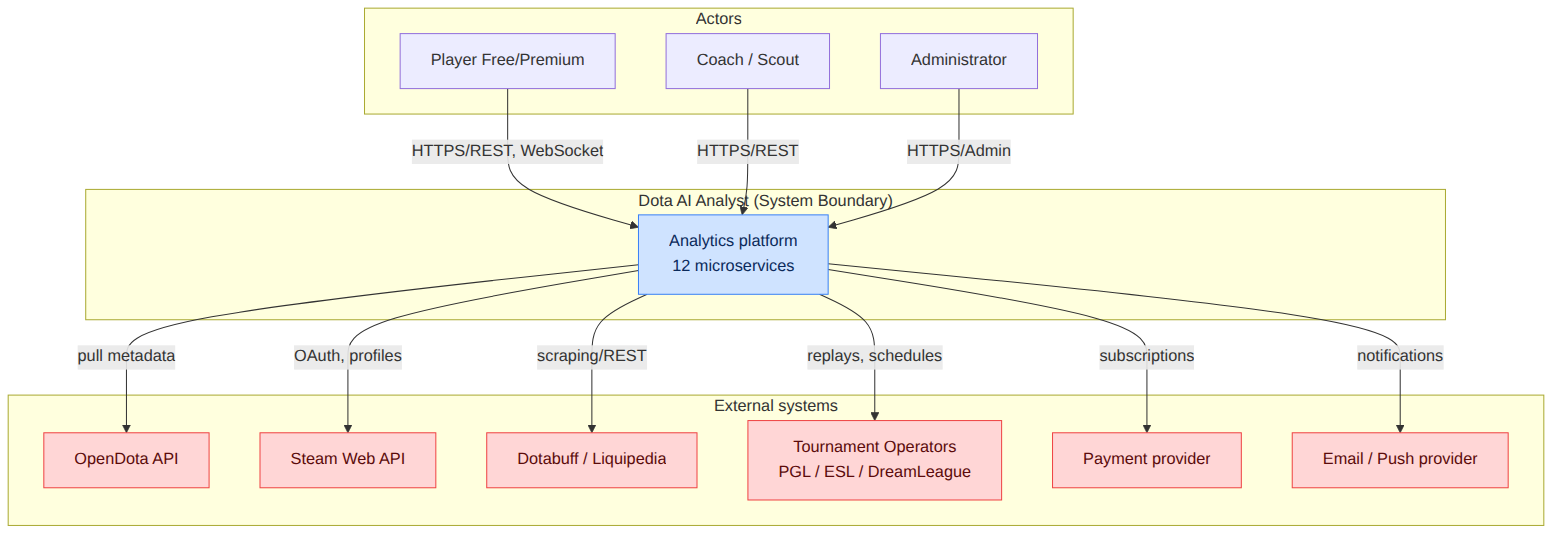 Actors
Player Free/Premium
Coach / Scout
Administrator
HTTPS/REST, WebSocket
HTTPS/REST
HTTPS/Admin
Dota AI Analyst (System Boundary)
Analytics platform
12 microservices
pull metadata
OAuth, profiles
scraping/REST
replays, schedules
subscriptions
notifications
External systems
OpenDota API
Steam Web API
Dotabuff / Liquipedia
Tournament Operators
PGL / ESL / DreamLeague
Payment provider
Email / Push provider